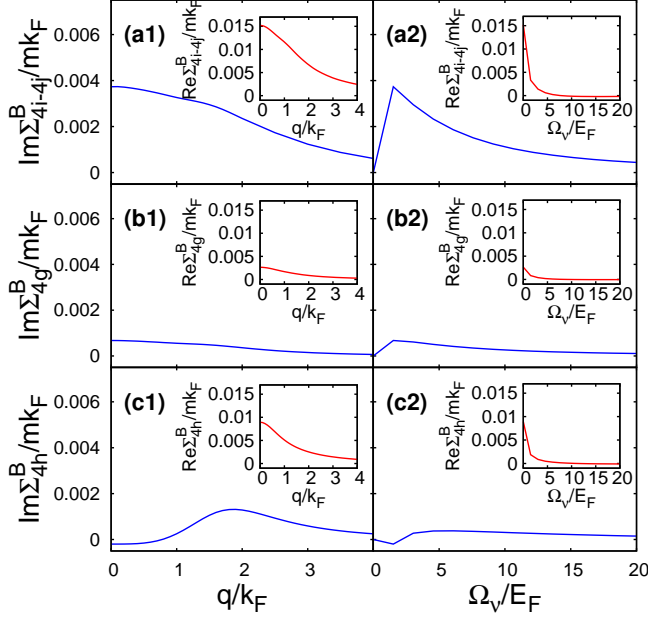 (a1)
ImΣ^B_{4i-4j}/mk_F
0.006
0.004
0.002
0
ReΣ^B_{4i-4j}/mk_F
0.015
0.01
0.005
0
0 1 2 3 4
q/k_F
(a2)
ReΣ^B_{4i-4j}/mk_F
0.015
0.01
0.005
0
0 5 10 15 20
Ω_ν/E_F
(b1)
ImΣ^B_{4g}/mk_F
0.006
0.004
0.002
0
ReΣ^B_{4g}/mk_F
0.015
0.01
0.005
0
0 1 2 3 4
q/k_F
(b2)
ReΣ^B_{4g}/mk_F
0.015
0.01
0.005
0
0 5 10 15 20
Ω_ν/E_F
(c1)
ImΣ^B_{4h}/mk_F
0.006
0.004
0.002
0
ReΣ^B_{4h}/mk_F
0.015
0.01
0.005
0
0 1 2 3 4
q/k_F
(c2)
ReΣ^B_{4h}/mk_F
0.015
0.01
0.005
0
0 5 10 15 20
Ω_ν/E_F
0 1 2 3
0 5 10 15 20
q/k_F
Ω_ν/E_F